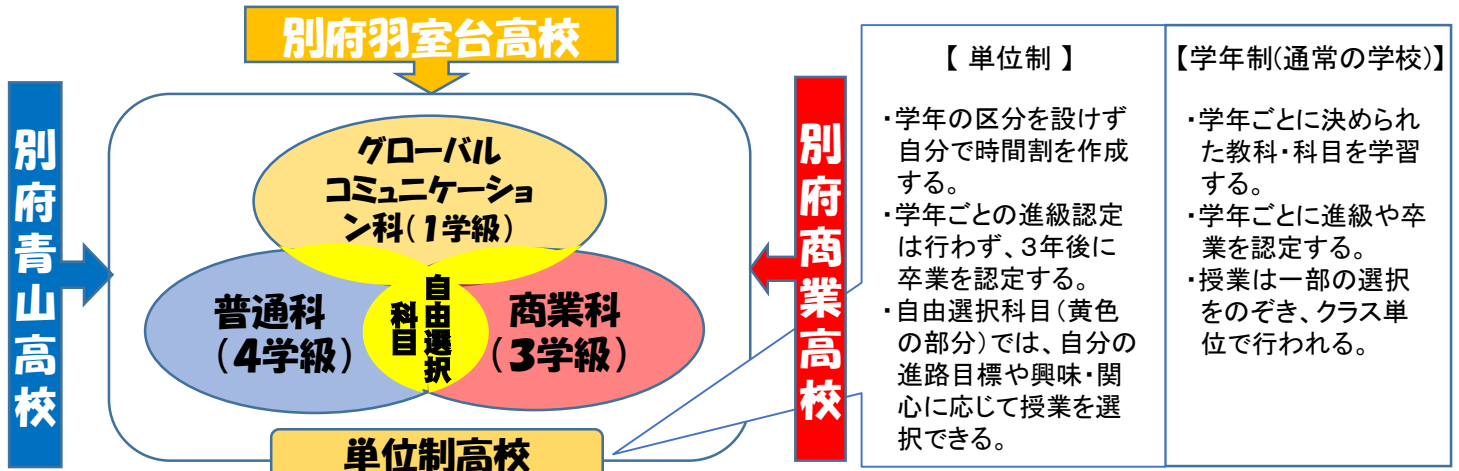 別府羽室台高校
別府青山高校
グローバル
コミュニケーショ
ン科(1学級)
普通科
(4学級)
自由選択
科目
商業科
(3学級)
単位制高校
別府商業高校
【 単位制 】
・学年の区分を設けず
自分で時間割を作成
する。
・学年ごとの進級認定
は行わず、3年後に
卒業を認定する。
・自由選択科目(黄色
の部分)では、自分の
進路目標や興味・関
心に応じて授業を選
択できる。
【学年制(通常の学校)】
・学年ごとに決められ
た教科・科目を学習
する。
・学年ごとに進級や卒
業を認定する。
・授業は一部の選択
をのぞき、クラス単
位で行われる。